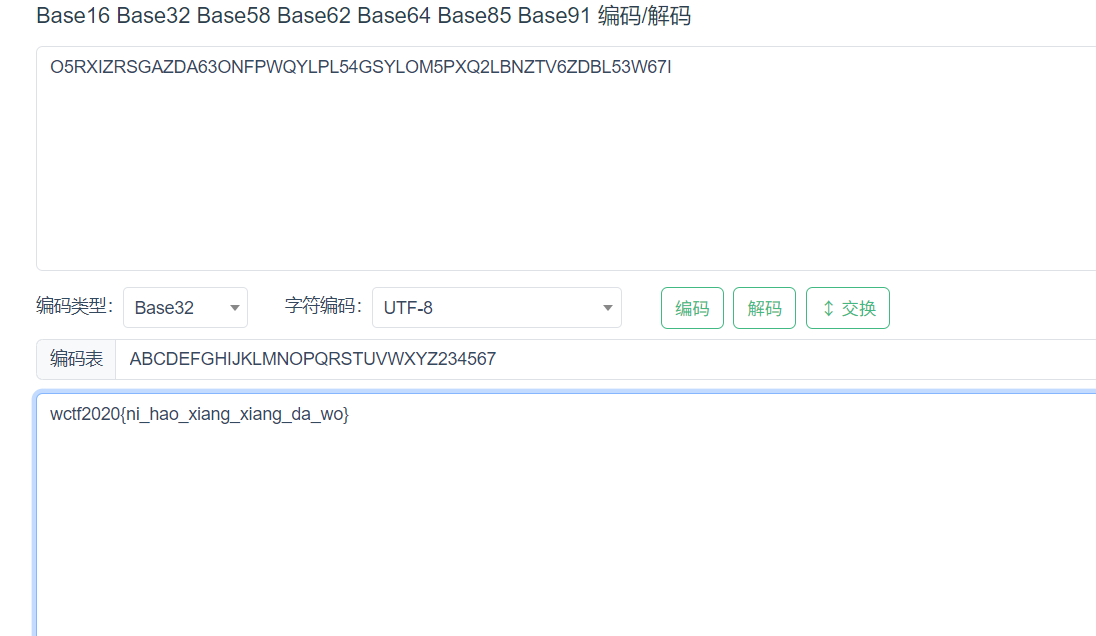 Base16 Base32 Base58 Base62 Base64 Base85 Base91 编码/解码
O5RXIZRSGAZDA63ONFPWQYLPL54GSYLOM5PXQ2LBNZTV6ZDBL53W67I
编码类型： Base32 字符编码： UTF-8 编码 解码 ↕ 交换
编码表 ABCDEFGHIJKLMNOPQRSTUVWXYZ234567
wctf2020{ni_hao_xiang_xiang_da_wo}